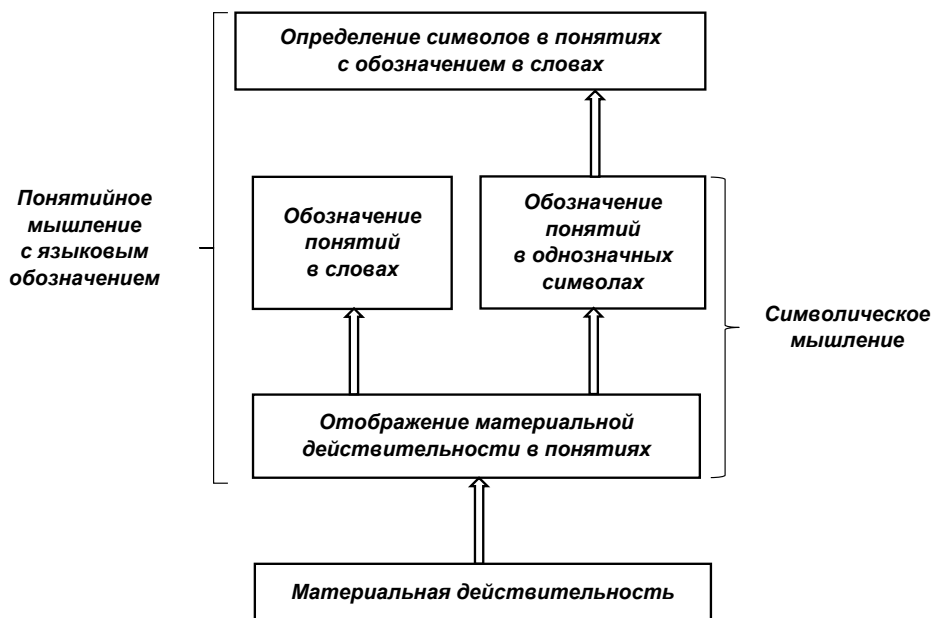 Определение символов в понятиях
с обозначением в словах
Понятийное
мышление
с языковым
обозначением
Обозначение
понятий
в словах
Обозначение
понятий
в однозначных
символах
Символическое
мышление
Отображение материальной
действительности в понятиях
Материальная действительность